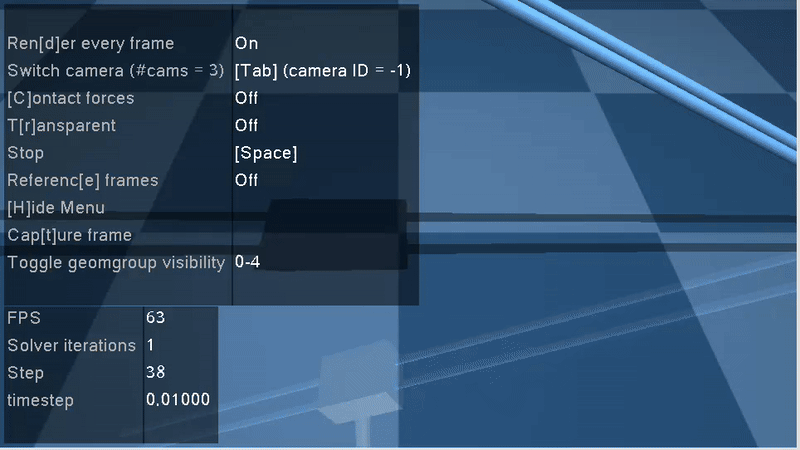 Ren[d]er every frame On
Switch camera (#cams = 3) [Tab] (camera ID = -1)
[C]ontact forces Off
T[r]ansparent Off
Stop [Space]
Referenc[e] frames Off
[H]ide Menu
Cap[t]ure frame
Toggle geomgroup visibility 0-4
FPS 63
Solver iterations 1
Step 38
timestep 0.01000